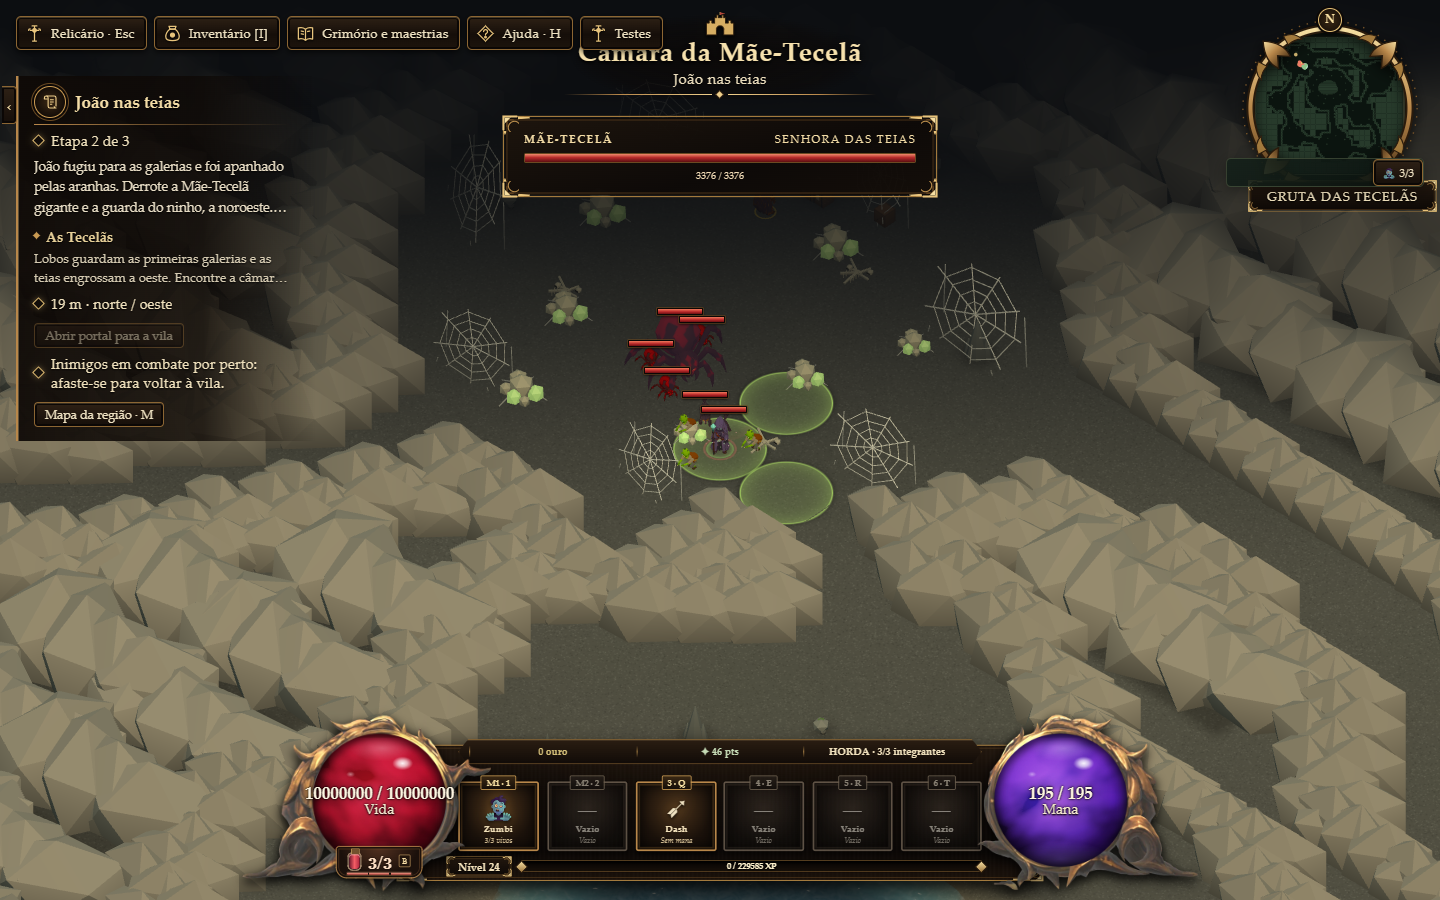 Relicário · Esc
Inventário [I]
Grimório e maestrias
Ajuda · H
Testes
Câmara da Mãe-Tecelã
João nas teias
N
João nas teias
Etapa 2 de 3
João fugiu para as galerias e foi apanhado
pelas aranhas. Derrote a Mãe-Tecelã
gigante e a guarda do ninho, a noroeste....
As Tecelãs
Lobos guardam as primeiras galerias e as
teias engrossam a oeste. Encontre a câmar...
19 m · norte / oeste
Abrir portal para a vila
Inimigos em combate por perto:
afaste-se para voltar à vila.
Mapa da região · M
MÃE-TECELÃ
SENHORA DAS TEIAS
3376 / 3376
3/3
GRUTA DAS TECELÃS
0 ouro
46 pts
HORDA · 3/3 integrantes
10000000 / 10000000
Vida
3/3
B
M1 · 1
Zumbi
3/3 vivos
M2 · 2
Vazio
Vazio
3 · Q
Dash
Sem mana
4 · E
Vazio
Vazio
5 · R
Vazio
Vazio
6 · T
Vazio
Vazio
195 / 195
Mana
Nível 24
0 / 229585 XP